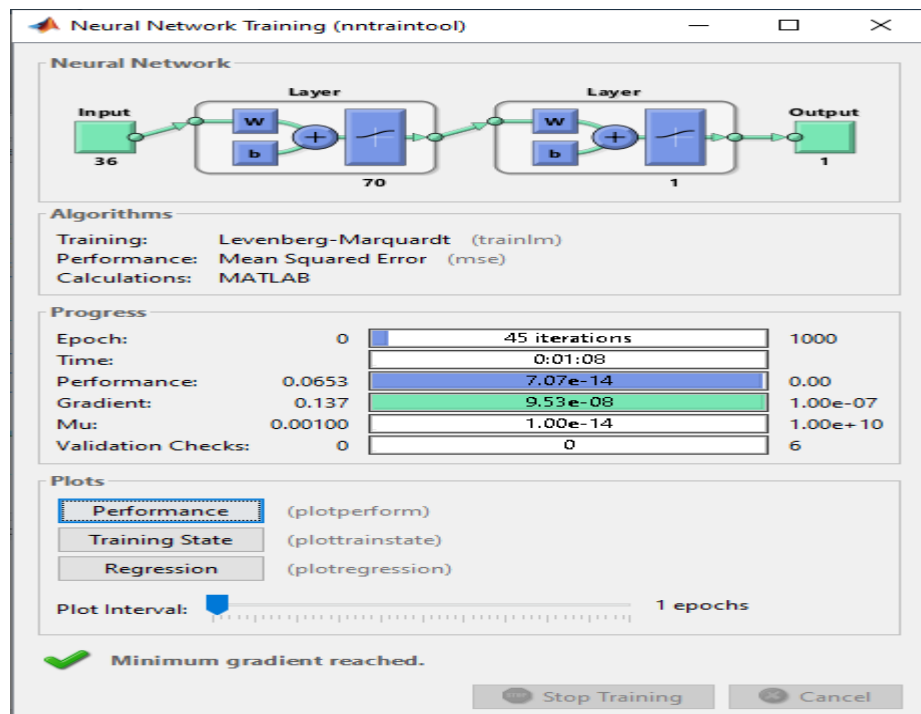 Neural Network Training (nntraintool)
Neural Network
Layer Layer
Input Output
W W
b b
36 1
70 1
Algorithms
Training: Levenberg-Marquardt (trainlm)
Performance: Mean Squared Error (mse)
Calculations: MATLAB
Progress
Epoch: 0 45 iterations 1000
Time: 0:01:08
Performance: 0.0653 7.07e-14 0.00
Gradient: 0.137 9.53e-08 1.00e-07
Mu: 0.00100 1.00e-14 1.00e+10
Validation Checks: 0 0 6
Plots
Performance (plotperform)
Training State (plottrainstate)
Regression (plotregression)
Plot Interval: 1 epochs
Minimum gradient reached.
Stop Training Cancel